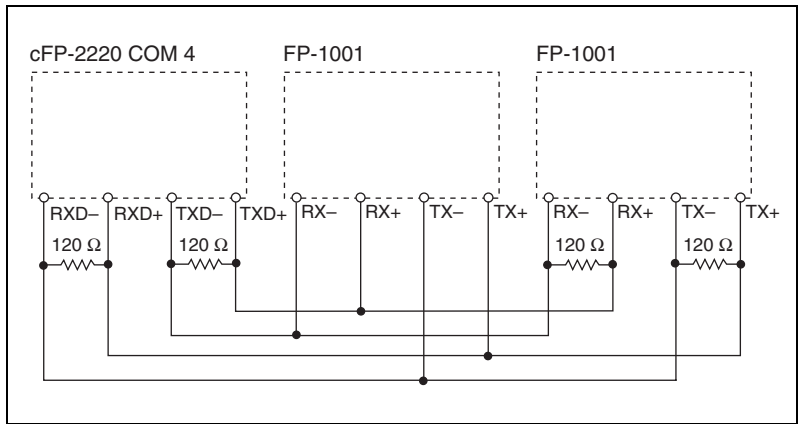 cFP-2220 COM 4 FP-1001 FP-1001
RXD– RXD+ TXD– TXD+ RX– RX+ TX– TX+ RX– RX+ TX– TX+
120 Ω 120 Ω 120 Ω 120 Ω